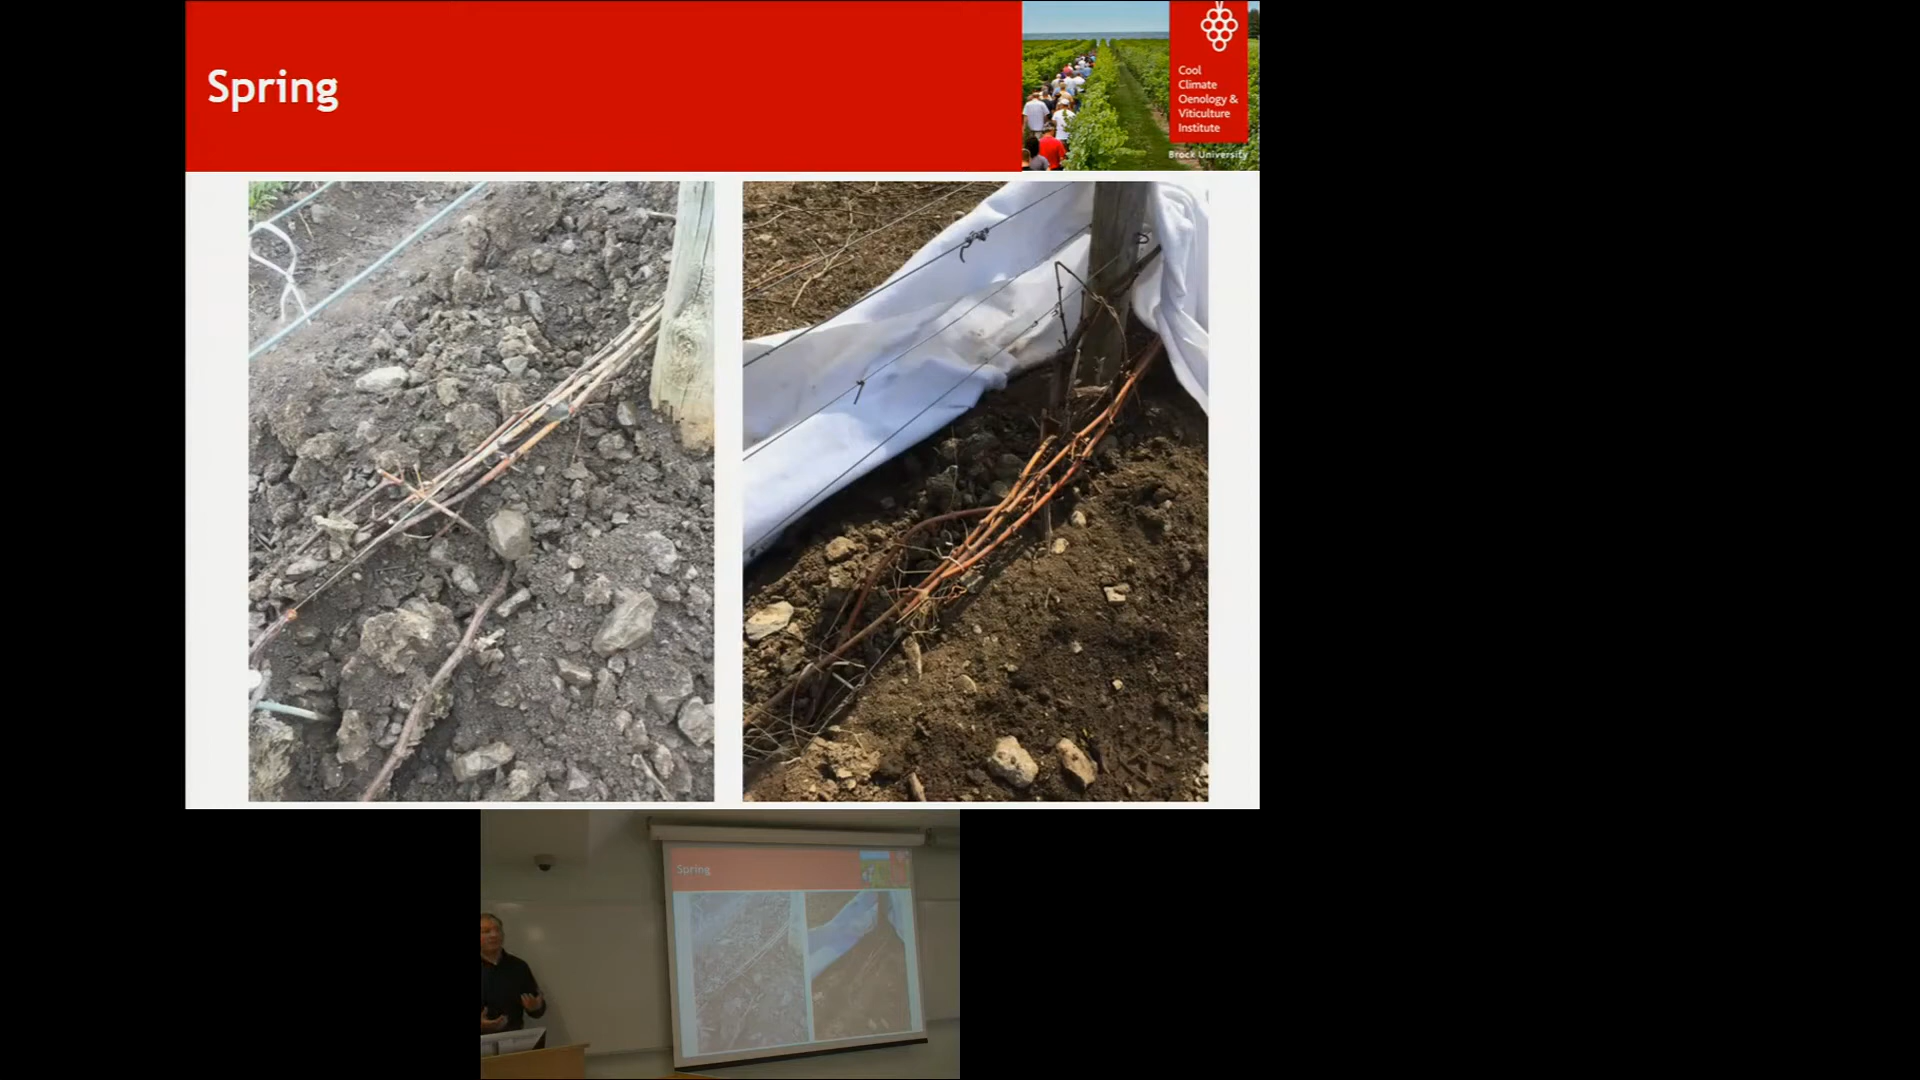 Spring
Cool
Climate
Oenology &
Viticulture
Institute
Brock University
Spring